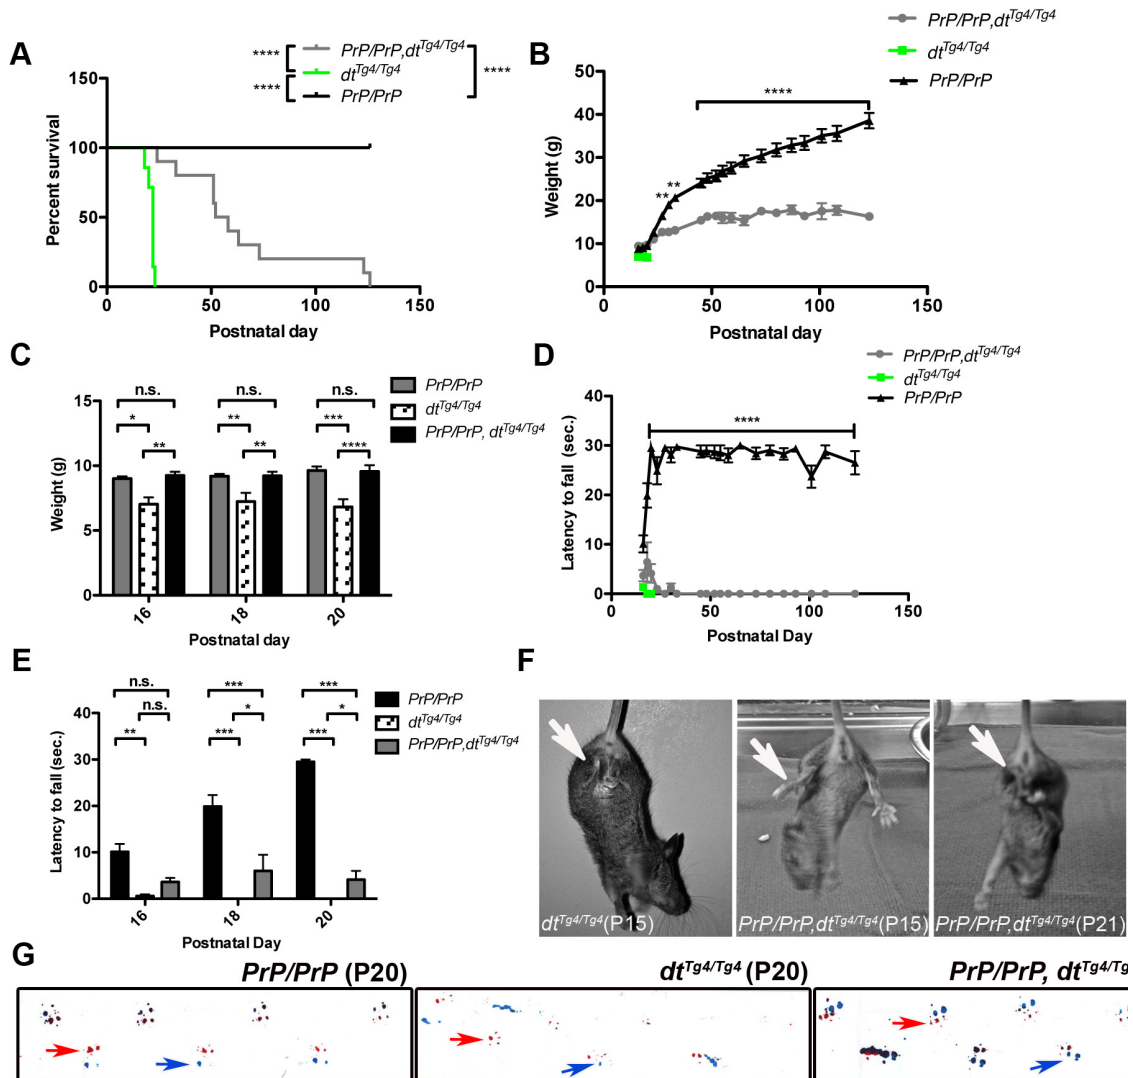 A
****
****
****
PrP/PrP,dt^Tg4/Tg4
dt^Tg4/Tg4
PrP/PrP
Percent survival
150
100
50
0
0 50 100 150
Postnatal day
B
PrP/PrP,dt^Tg4/Tg4
dt^Tg4/Tg4
PrP/PrP
****
**
**
Weight (g)
50
40
30
20
10
0
0 50 100 150
Postnatal day
C
n.s. n.s. n.s.
* ** ***
** ** ****
PrP/PrP
dt^Tg4/Tg4
PrP/PrP, dt^Tg4/Tg4
Weight (g)
15
10
5
0
16 18 20
Postnatal day
D
PrP/PrP,dt^Tg4/Tg4
dt^Tg4/Tg4
PrP/PrP
****
Latency to fall (sec.)
40
30
20
10
0
0 50 100 150
Postnatal Day
E
n.s. *** ***
n.s. * *
** *** ***
PrP/PrP
dt^Tg4/Tg4
PrP/PrP,dt^Tg4/Tg4
Latency to fall (sec.)
40
30
20
10
0
16 18 20
Postnatal Day
F
dt^Tg4/Tg4(P15)
PrP/PrP,dt^Tg4/Tg4(P15)
PrP/PrP,dt^Tg4/Tg4(P21)
G
PrP/PrP (P20)
dt^Tg4/Tg4 (P20)
PrP/PrP, dt^Tg4/Tg